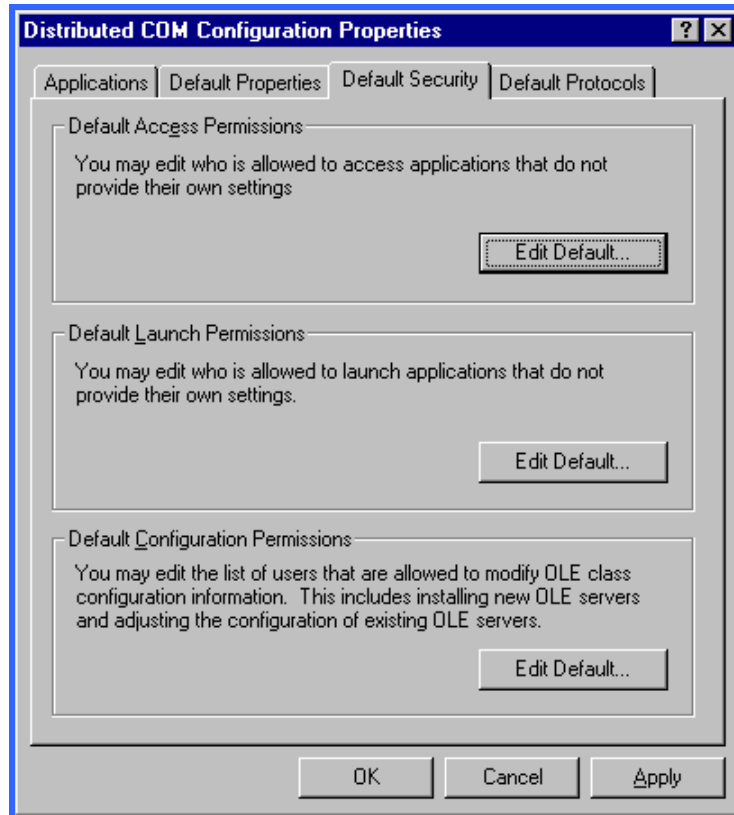 Distributed COM Configuration Properties
Applications
Default Properties
Default Security
Default Protocols
Default Access Permissions
You may edit who is allowed to access applications that do not
provide their own settings
Edit Default...
Default Launch Permissions
You may edit who is allowed to launch applications that do not
provide their own settings.
Edit Default...
Default Configuration Permissions
You may edit the list of users that are allowed to modify OLE class
configuration information.  This includes installing new OLE servers
and adjusting the configuration of existing OLE servers.
Edit Default...
OK
Cancel
Apply